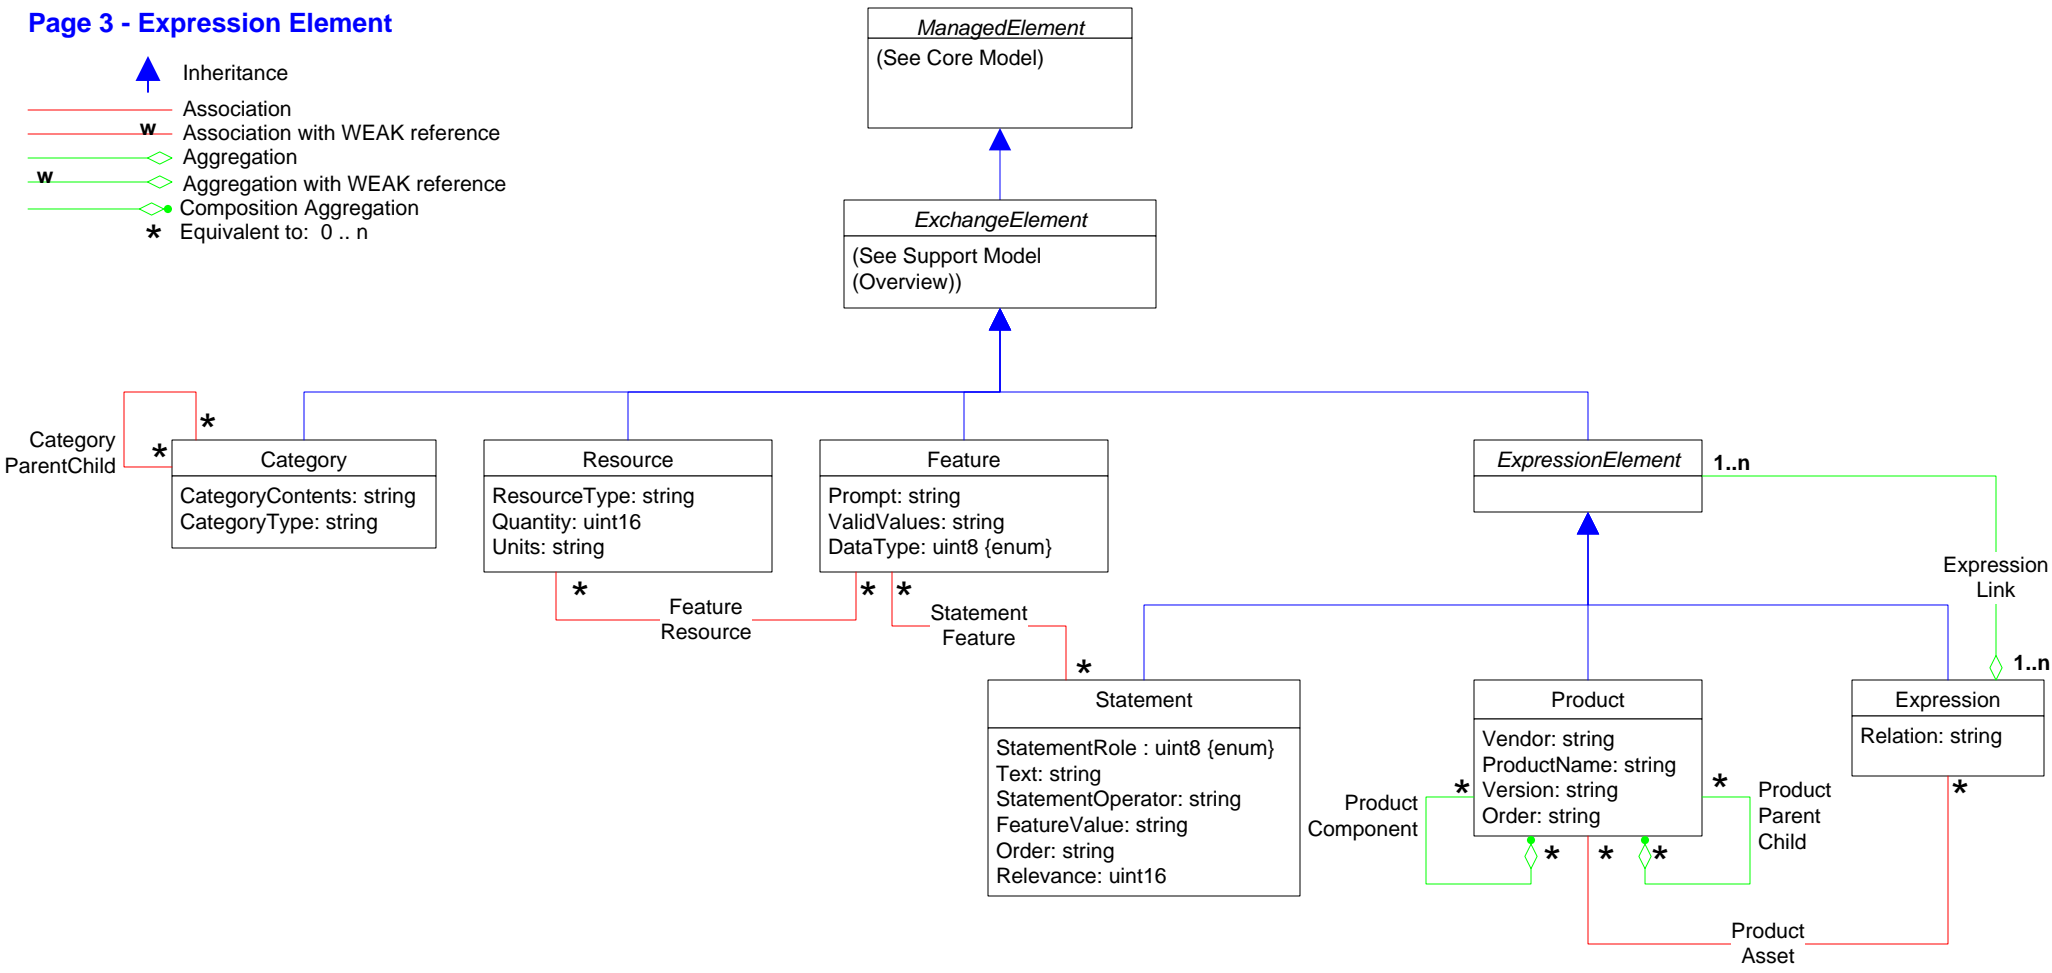 Page 3 - Expression Element
Inheritance
Association
w
Association with WEAK reference
Aggregation
w
Aggregation with WEAK reference
Composition Aggregation
* Equivalent to: 0 .. n
ManagedElement
(See Core Model)
ExchangeElement
(See Support Model
(Overview))
Category
ParentChild
*
*
Category
CategoryContents: string
CategoryType: string
Resource
ResourceType: string
Quantity: uint16
Units: string
Feature
Prompt: string
ValidValues: string
DataType: uint8 {enum}
ExpressionElement
1..n
*
Feature
Resource
*
*
Statement
Feature
*
Expression
Link
1..n
Statement
StatementRole : uint8 {enum}
Text: string
StatementOperator: string
FeatureValue: string
Order: string
Relevance: uint16
Product
Vendor: string
ProductName: string
Version: string
Order: string
Expression
Relation: string
*
Product
Component
*
*
Product
Parent
Child
*
*
*
Product
Asset